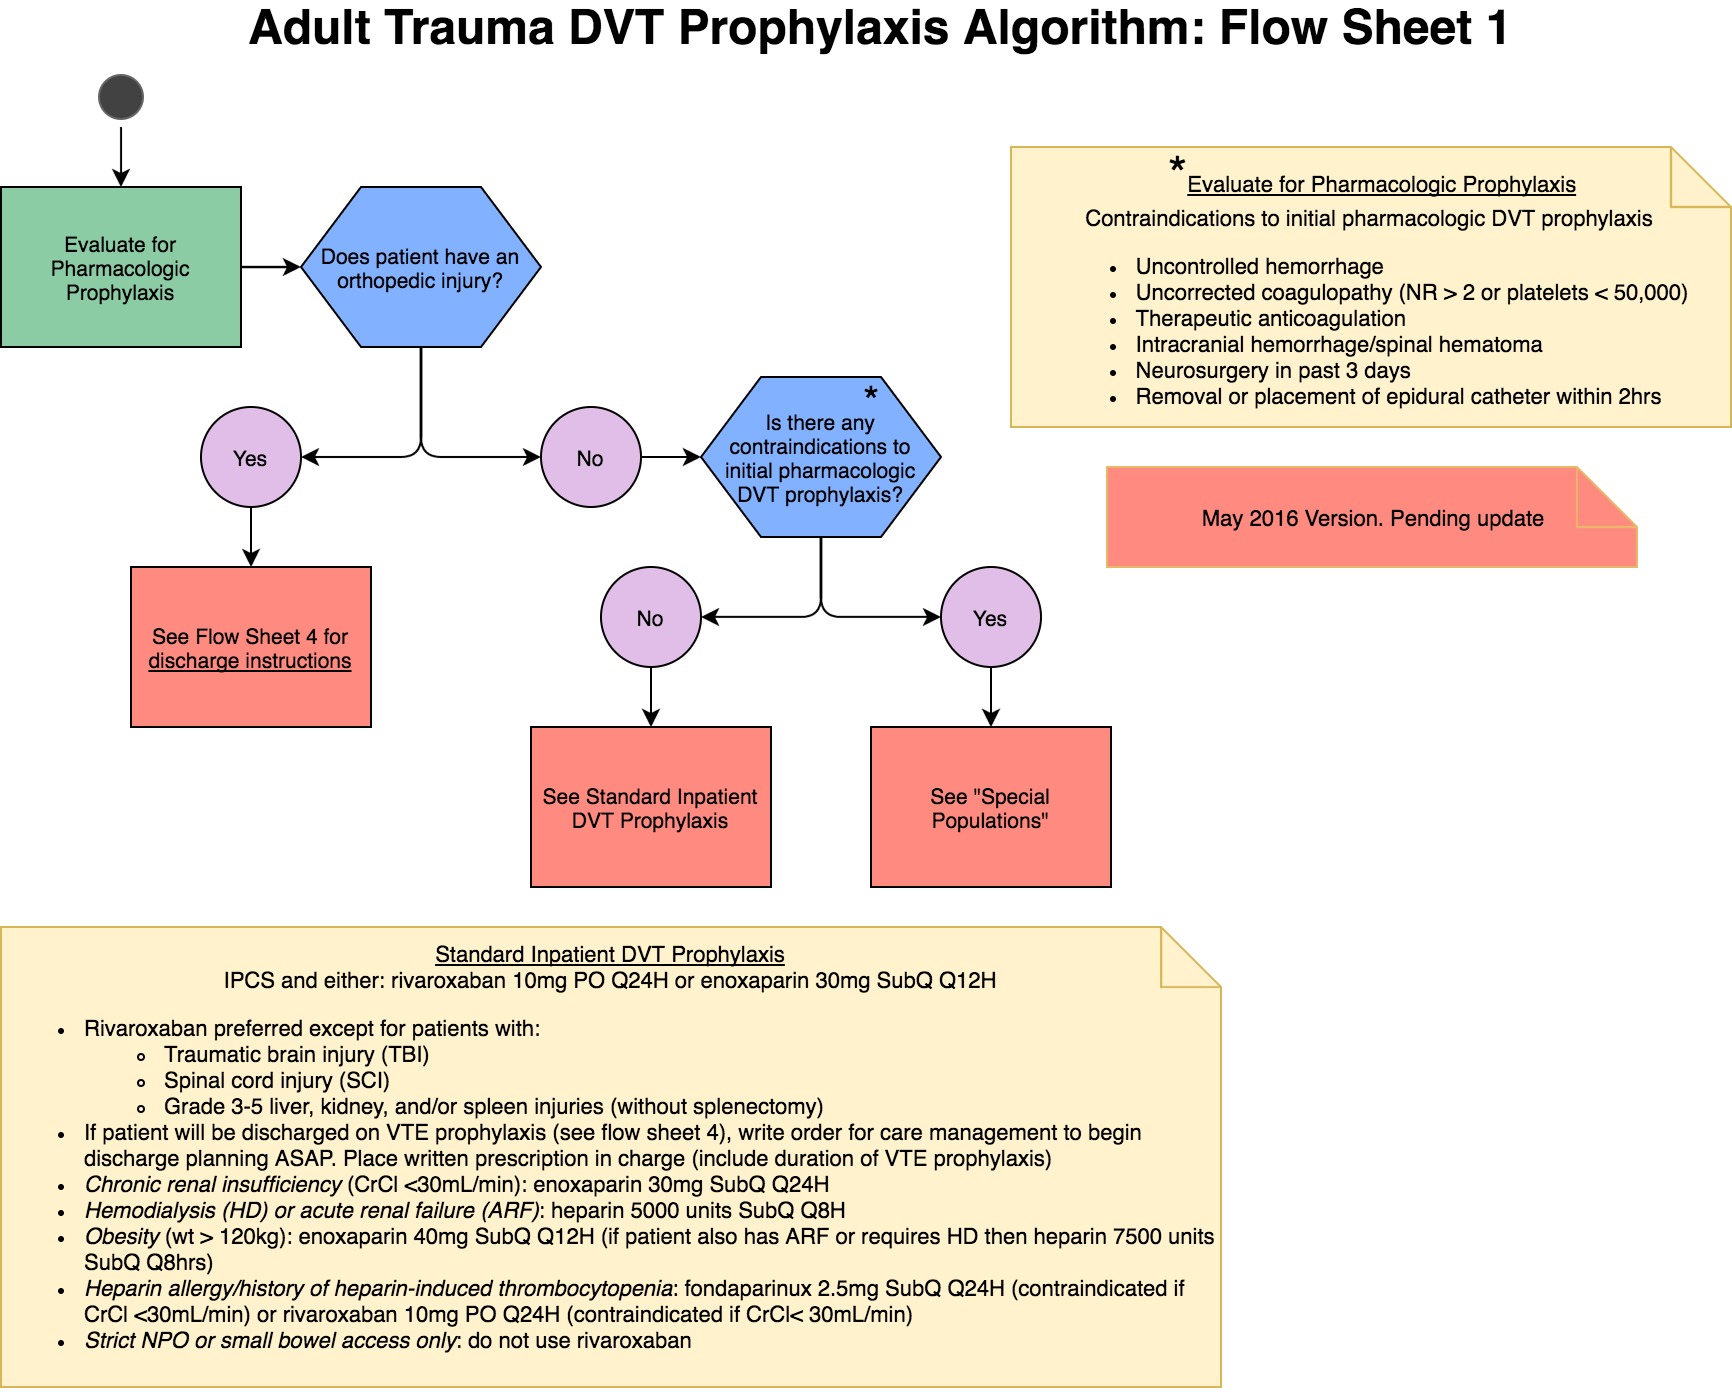 Adult Trauma DVT Prophylaxis Algorithm: Flow Sheet 1
Evaluate for
Pharmacologic
Prophylaxis
Does patient have an
orthopedic injury?
Yes
No
*
Is there any
contraindications to
initial pharmacologic
DVT prophylaxis?
See Flow Sheet 4 for
discharge instructions
No
Yes
See Standard Inpatient
DVT Prophylaxis
See "Special
Populations"
* Evaluate for Pharmacologic Prophylaxis
Contraindications to initial pharmacologic DVT prophylaxis
• Uncontrolled hemorrhage
• Uncorrected coagulopathy (NR > 2 or platelets < 50,000)
• Therapeutic anticoagulation
• Intracranial hemorrhage/spinal hematoma
• Neurosurgery in past 3 days
• Removal or placement of epidural catheter within 2hrs
May 2016 Version. Pending update
Standard Inpatient DVT Prophylaxis
IPCS and either: rivaroxaban 10mg PO Q24H or enoxaparin 30mg SubQ Q12H
• Rivaroxaban preferred except for patients with:
◦ Traumatic brain injury (TBI)
◦ Spinal cord injury (SCI)
◦ Grade 3-5 liver, kidney, and/or spleen injuries (without splenectomy)
• If patient will be discharged on VTE prophylaxis (see flow sheet 4), write order for care management to begin
discharge planning ASAP. Place written prescription in charge (include duration of VTE prophylaxis)
• Chronic renal insufficiency (CrCl <30mL/min): enoxaparin 30mg SubQ Q24H
• Hemodialysis (HD) or acute renal failure (ARF): heparin 5000 units SubQ Q8H
• Obesity (wt > 120kg): enoxaparin 40mg SubQ Q12H (if patient also has ARF or requires HD then heparin 7500 units
SubQ Q8hrs)
• Heparin allergy/history of heparin-induced thrombocytopenia: fondaparinux 2.5mg SubQ Q24H (contraindicated if
CrCl <30mL/min) or rivaroxaban 10mg PO Q24H (contraindicated if CrCl< 30mL/min)
• Strict NPO or small bowel access only: do not use rivaroxaban